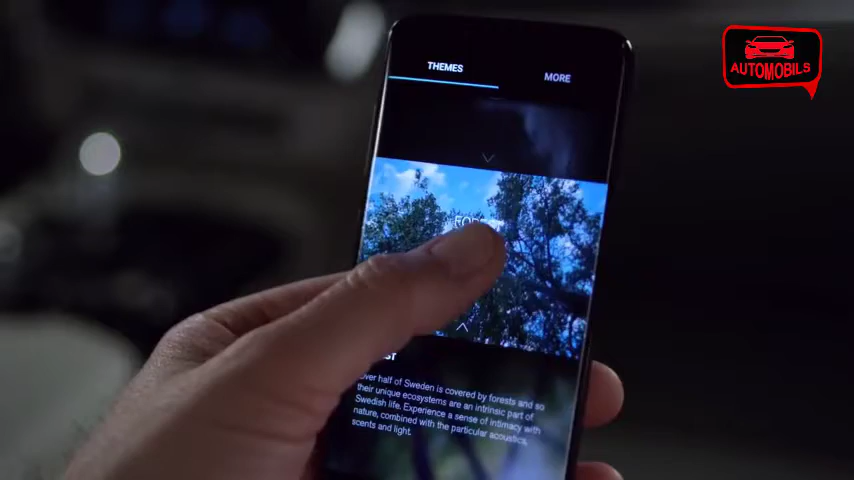 AUTOMOBILS
THEMES
MORE
Over half of Sweden is covered by forests and so
their unique ecosystems are an intrinsic part of
Swedish life. Experience a sense of intimacy with
nature, combined with the particular acoustics,
scents and light.